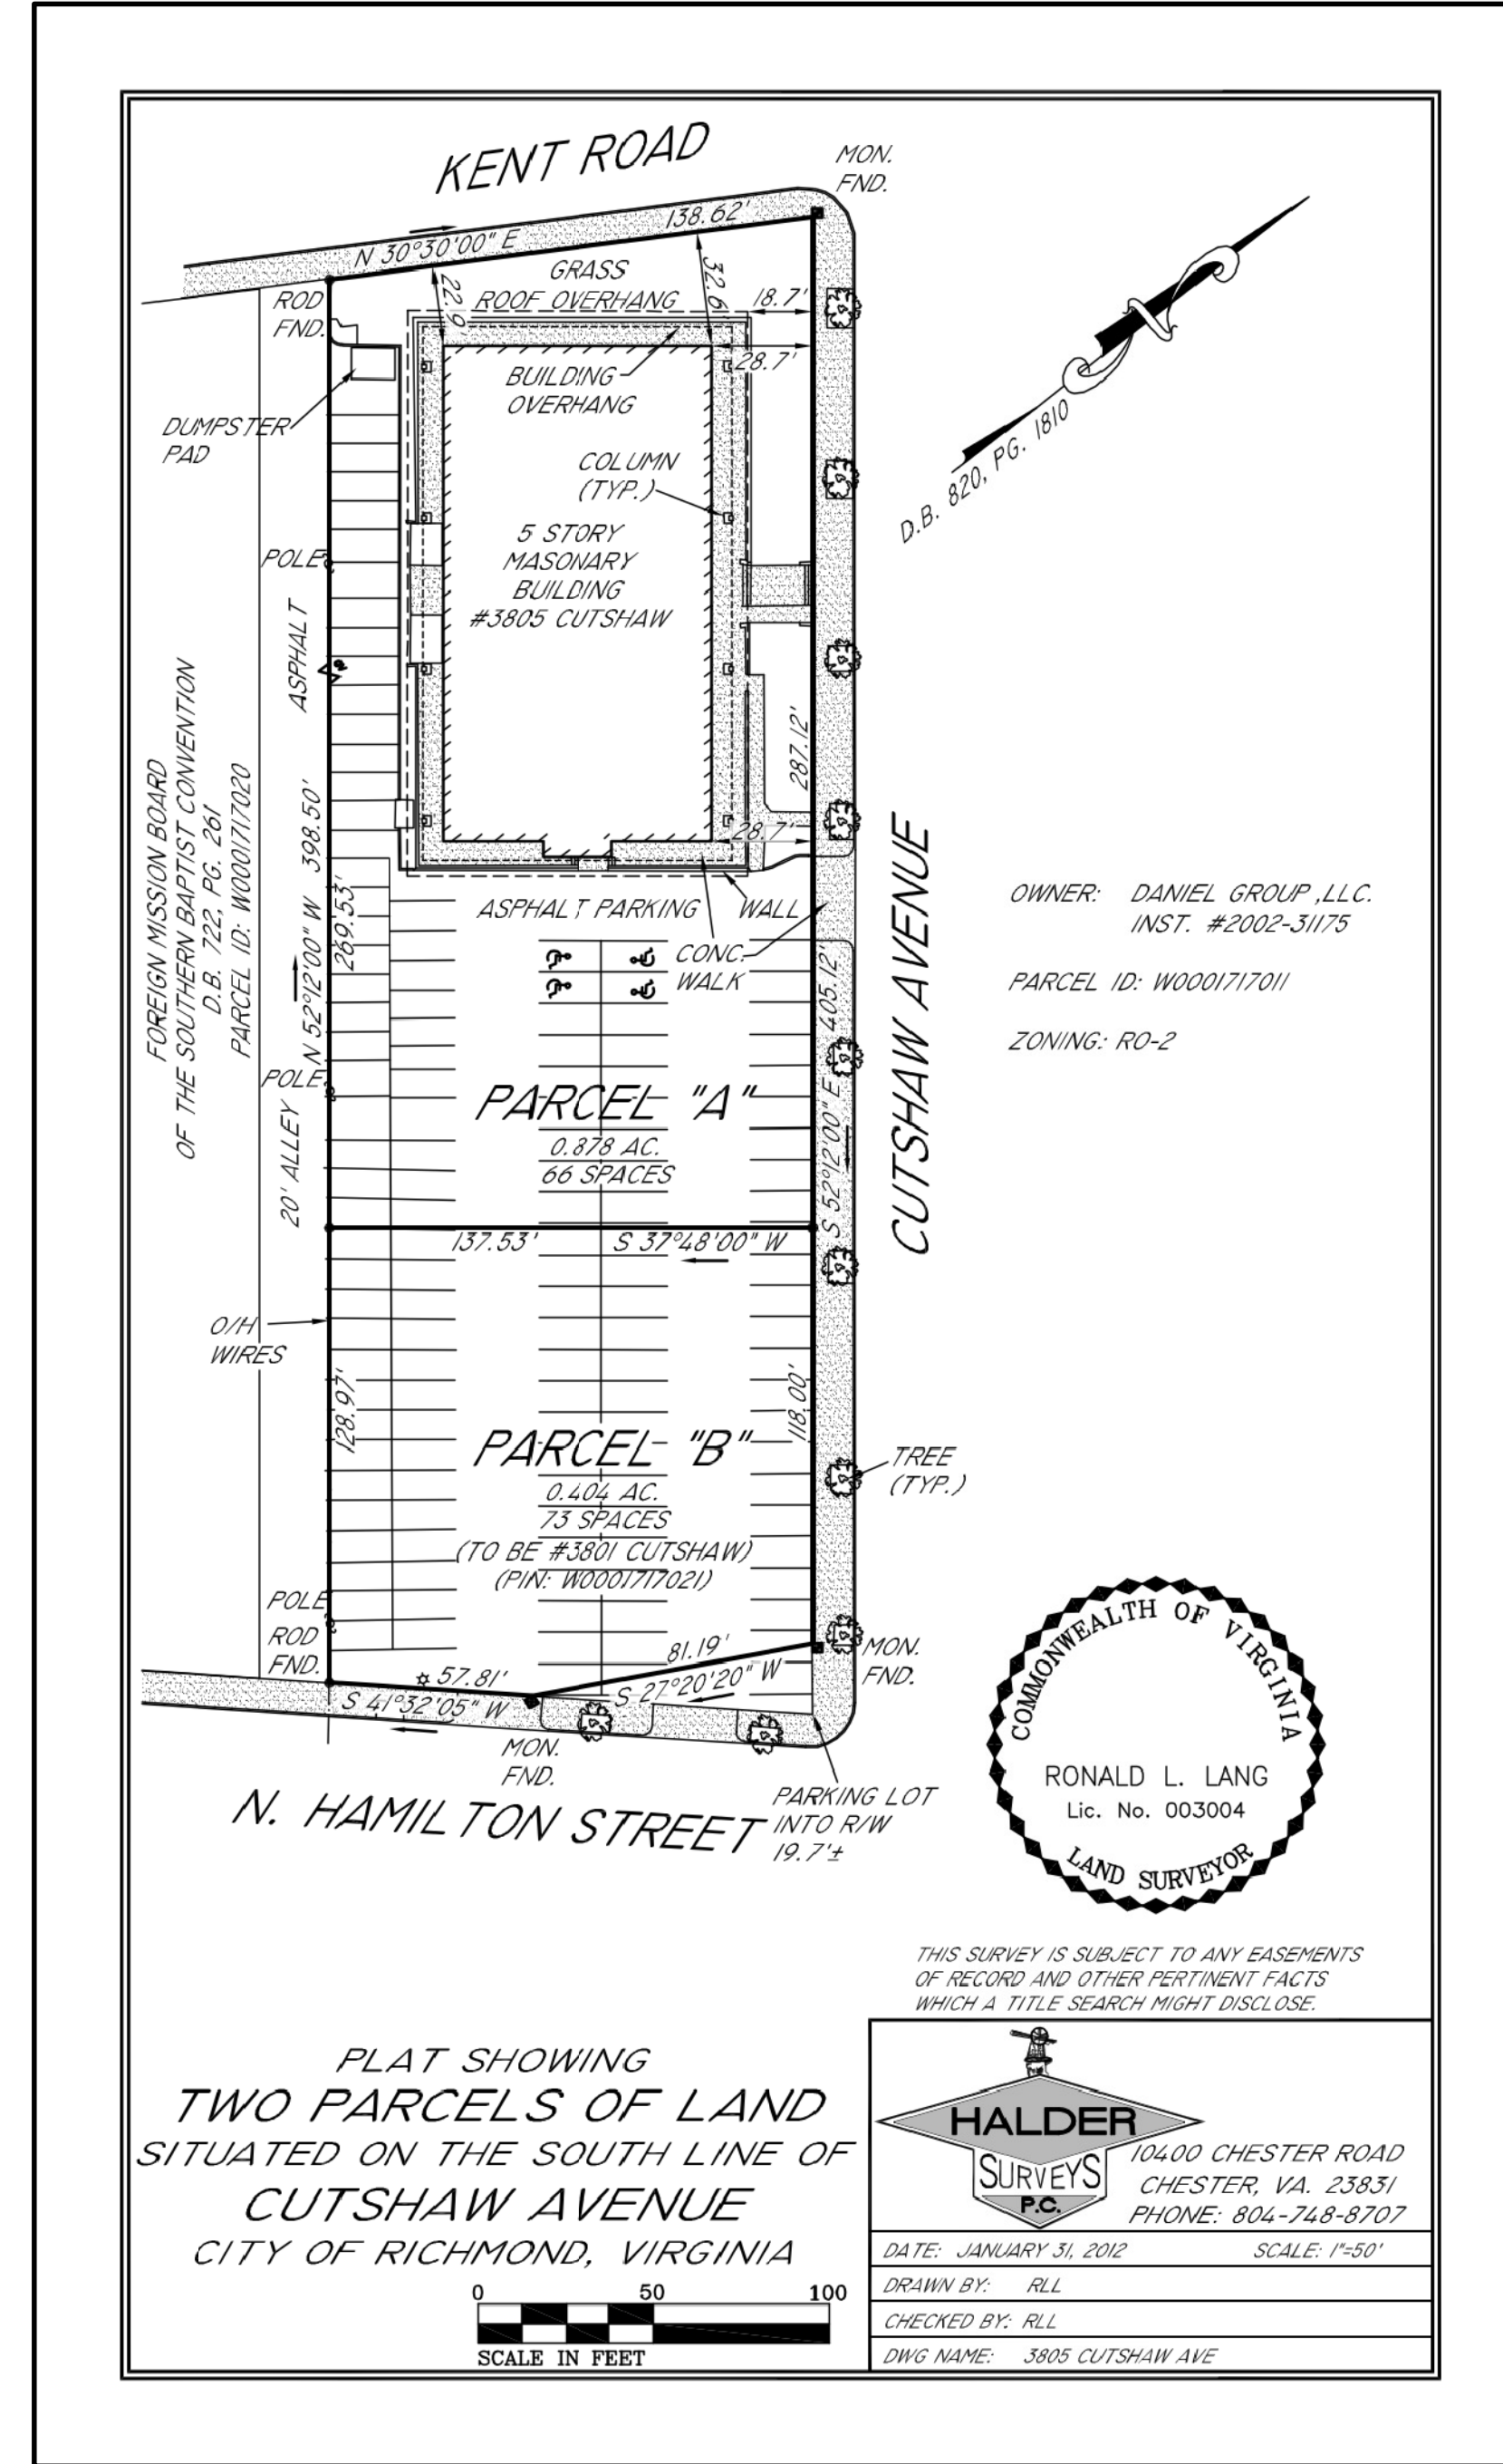 KENT ROAD
MON.
FND.
138.62'
N 30°30'00" E
GRASS
ROOF OVERHANG
22.9'
32.6'
18.7'
28.7'
ROD
FND.
BUILDING
OVERHANG
DUMPSTER
PAD
COLUMN
(TYP.)
5 STORY
MASONARY
BUILDING
#3805 CUTSHAW
POLE
ASPHALT
D.B. 820, PG. 1810
FOREIGN MISSION BOARD
OF THE SOUTHERN BAPTIST CONVENTION
D.B. 722, PG. 261
PARCEL ID: W0001717020
N 52°12'00" W 398.50'
269.53'
287.12'
28.7'
ASPHALT PARKING
WALL
CONC.
WALK
S 52°12'00" E 405.12'
CUTSHAW AVENUE
OWNER: DANIEL GROUP ,LLC.
INST. #2002-31175
PARCEL ID: W0001717011
ZONING: RO-2
POLE
20' ALLEY
PARCEL "A"
0.878 AC.
66 SPACES
137.53' S 37°48'00" W
O/H
WIRES
128.97'
118.00'
PARCEL "B"
0.404 AC.
73 SPACES
(TO BE #3801 CUTSHAW)
(PIN: W0001717021)
TREE
(TYP.)
POLE
ROD
FND.
57.81'
S 41°32'05" W
81.19'
S 27°20'20" W
MON.
FND.
MON.
FND.
N. HAMILTON STREET
PARKING LOT
INTO R/W
19.7'±
COMMONWEALTH OF VIRGINIA
RONALD L. LANG
Lic. No. 003004
LAND SURVEYOR
THIS SURVEY IS SUBJECT TO ANY EASEMENTS
OF RECORD AND OTHER PERTINENT FACTS
WHICH A TITLE SEARCH MIGHT DISCLOSE.
PLAT SHOWING
TWO PARCELS OF LAND
SITUATED ON THE SOUTH LINE OF
CUTSHAW AVENUE
CITY OF RICHMOND, VIRGINIA
0 50 100
SCALE IN FEET
HALDER
SURVEYS
P.C.
10400 CHESTER ROAD
CHESTER, VA. 23831
PHONE: 804-748-8707
DATE: JANUARY 31, 2012 SCALE: 1"=50'
DRAWN BY: RLL
CHECKED BY: RLL
DWG NAME: 3805 CUTSHAW AVE